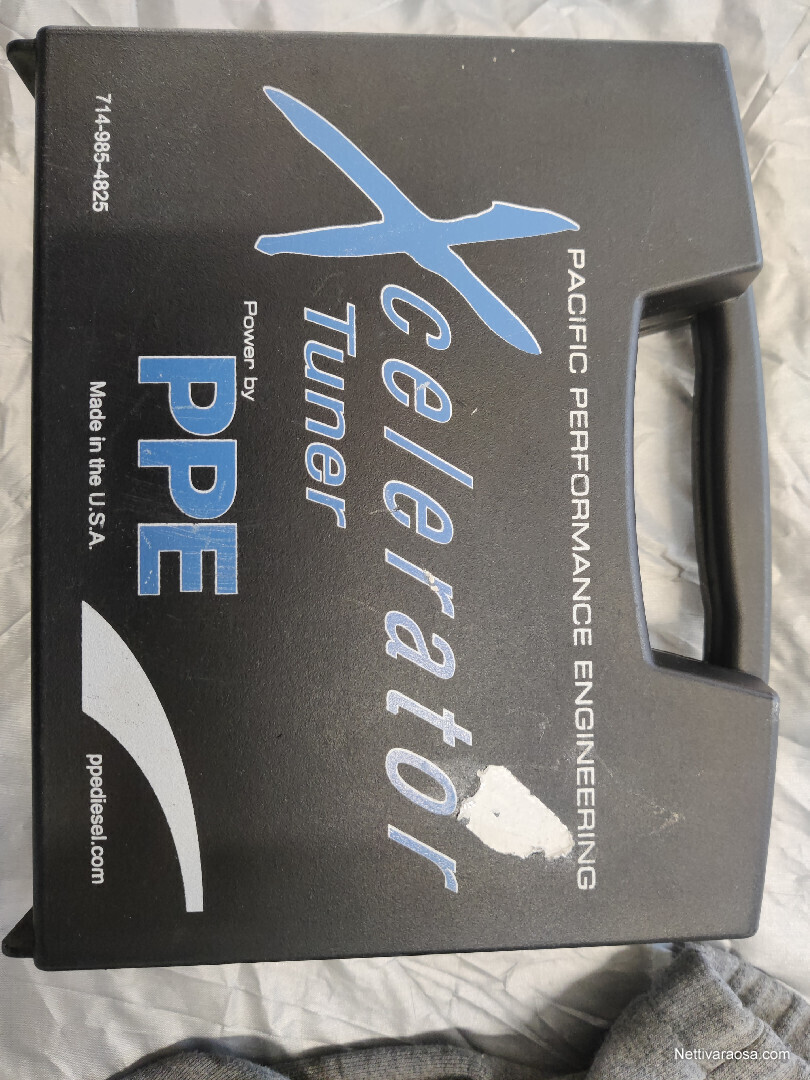 PACIFIC PERFORMANCE ENGINEERING
Xcelerator
Tuner
Power by
PPE
714-985-4825
Made in the U.S.A.
ppediesel.com
Nettivaraosa.com